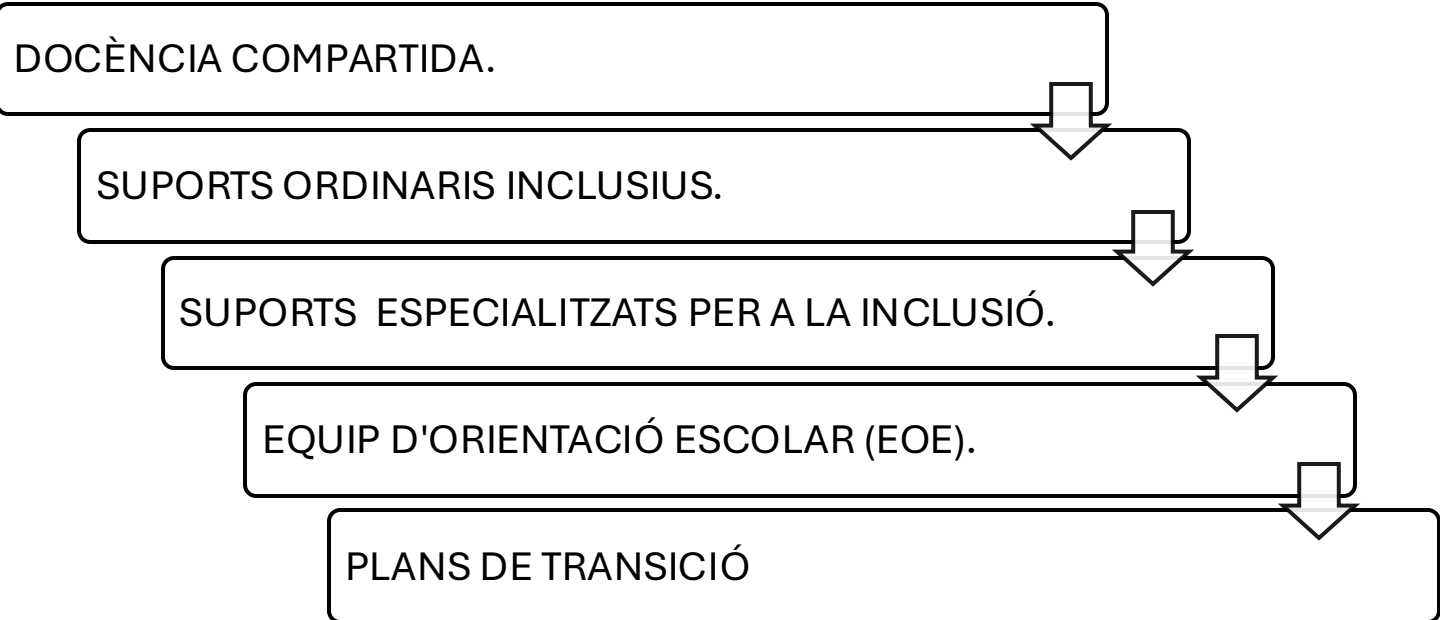 DOCÈNCIA COMPARTIDA.
SUPORTS ORDINARIS INCLUSIUS.
SUPORTS  ESPECIALITZATS PER A LA INCLUSIÓ.
EQUIP D'ORIENTACIÓ ESCOLAR (EOE).
PLANS DE TRANSICIÓ